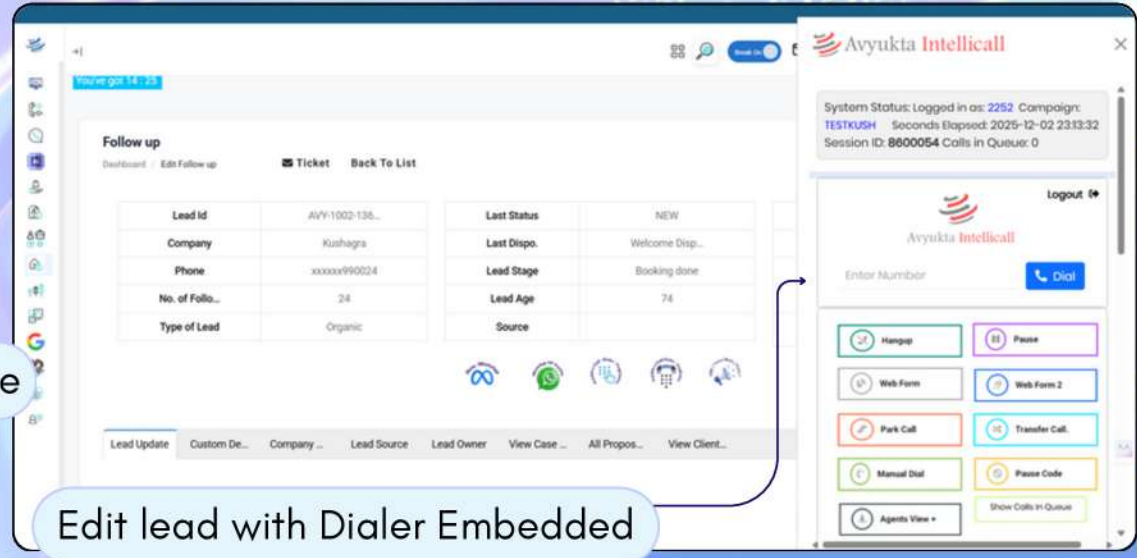 Avyukta Intellicall
You've got 14 : 25
System Status: Logged in as: 2252 Campaign:
TESTKUSH Seconds Elapsed: 2025-12-02 23:13:32
Session ID: 8600054 Calls in Queue: 0
Follow up
Dashboard / Edit Follow up
Ticket Back To List
Lead Id AVY-1002-136...
Company Kushagra
Phone xxxxxx990024
No. of Follo... 24
Type of Lead Organic
Last Status NEW
Last Dispo. Welcome Disp...
Lead Stage Booking done
Lead Age 74
Source
Logout
Avyukta Intellicall
Enter Number Dial
Hangup Pause
Web Form Web Form 2
Park Call Transfer Call.
Manual Dial Pause Code
Agents View + Show Calls In Queue
e
Lead Update Custom De... Company ... Lead Source Lead Owner View Case ... All Propos... View Client...
Edit lead with Dialer Embedded